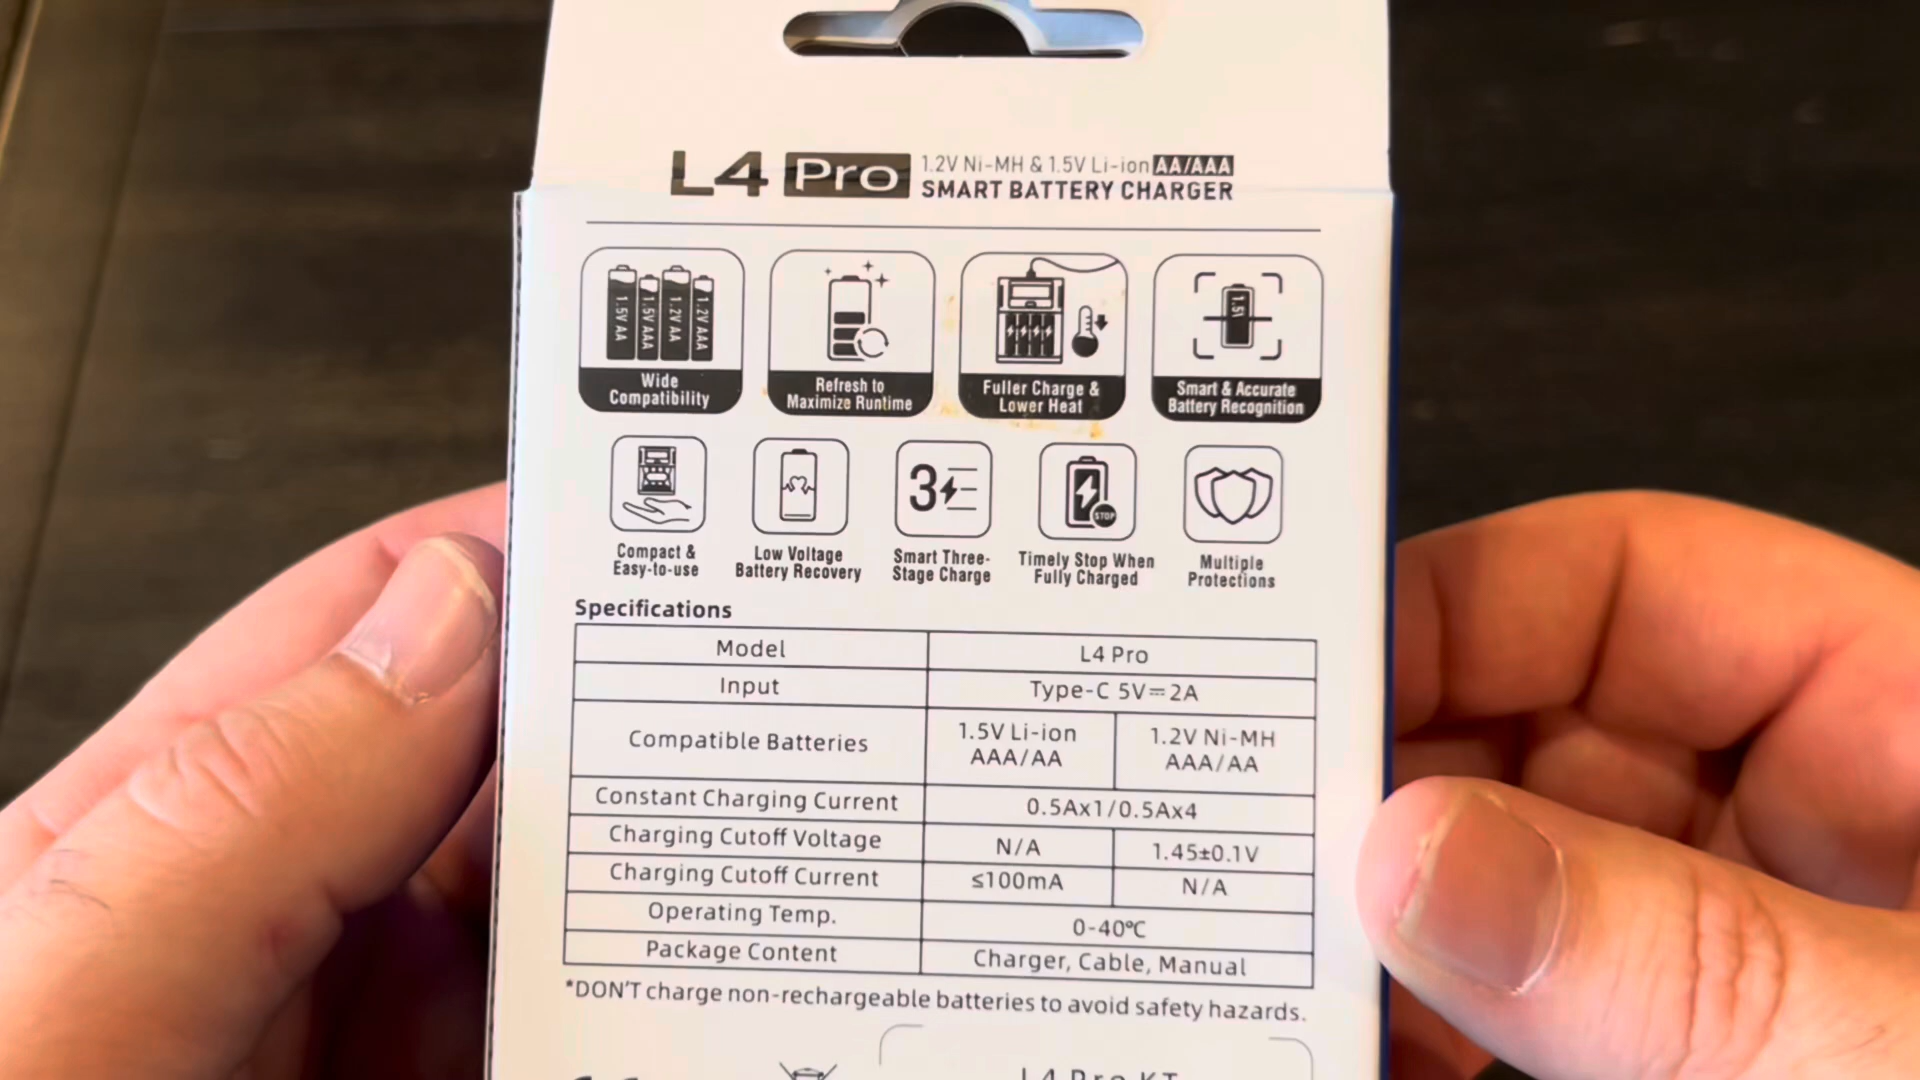 L4 Pro 1.2V Ni-MH & 1.5V Li-ion AA/AAA
SMART BATTERY CHARGER
1.5V AA
1.5V AAA
1.2V AA
1.2V AAA
Wide
Compatibility
Refresh to
Maximize Runtime
Fuller Charge &
Lower Heat
1.5V
Smart & Accurate
Battery Recognition
3
STOP
Compact &
Easy-to-use
Low Voltage
Battery Recovery
Smart Three-
Stage Charge
Timely Stop When
Fully Charged
Multiple
Protections
Specifications
Model L4 Pro
Input Type-C 5V⎓2A
Compatible Batteries 1.5V Li-ion AAA/AA 1.2V Ni-MH AAA/AA
Constant Charging Current 0.5Ax1/0.5Ax4
Charging Cutoff Voltage N/A 1.45±0.1V
Charging Cutoff Current ≤100mA N/A
Operating Temp. 0-40℃
Package Content Charger, Cable, Manual
*DON'T charge non-rechargeable batteries to avoid safety hazards.
L4 Pro KT